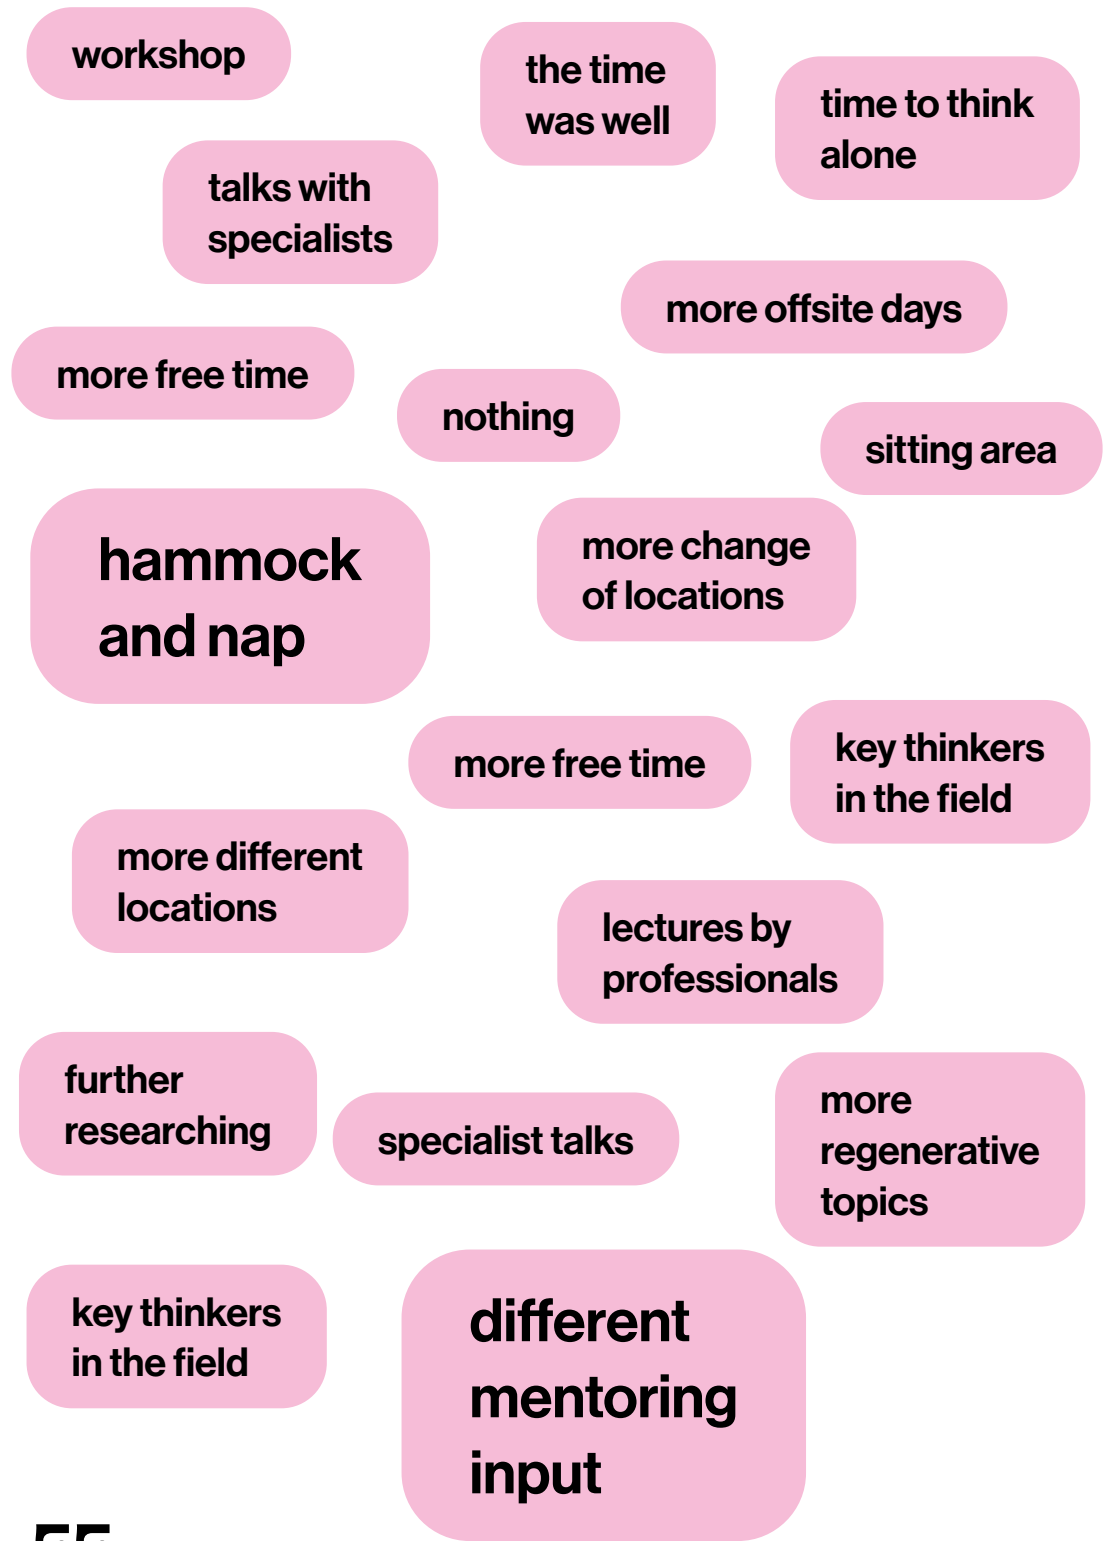 workshop
the time
was well
time to think
alone
talks with
specialists
more offsite days
more free time
nothing
sitting area
hammock
and nap
more change
of locations
more free time
key thinkers
in the field
more different
locations
lectures by
professionals
further
researching
specialist talks
more
regenerative
topics
key thinkers
in the field
different
mentoring
input